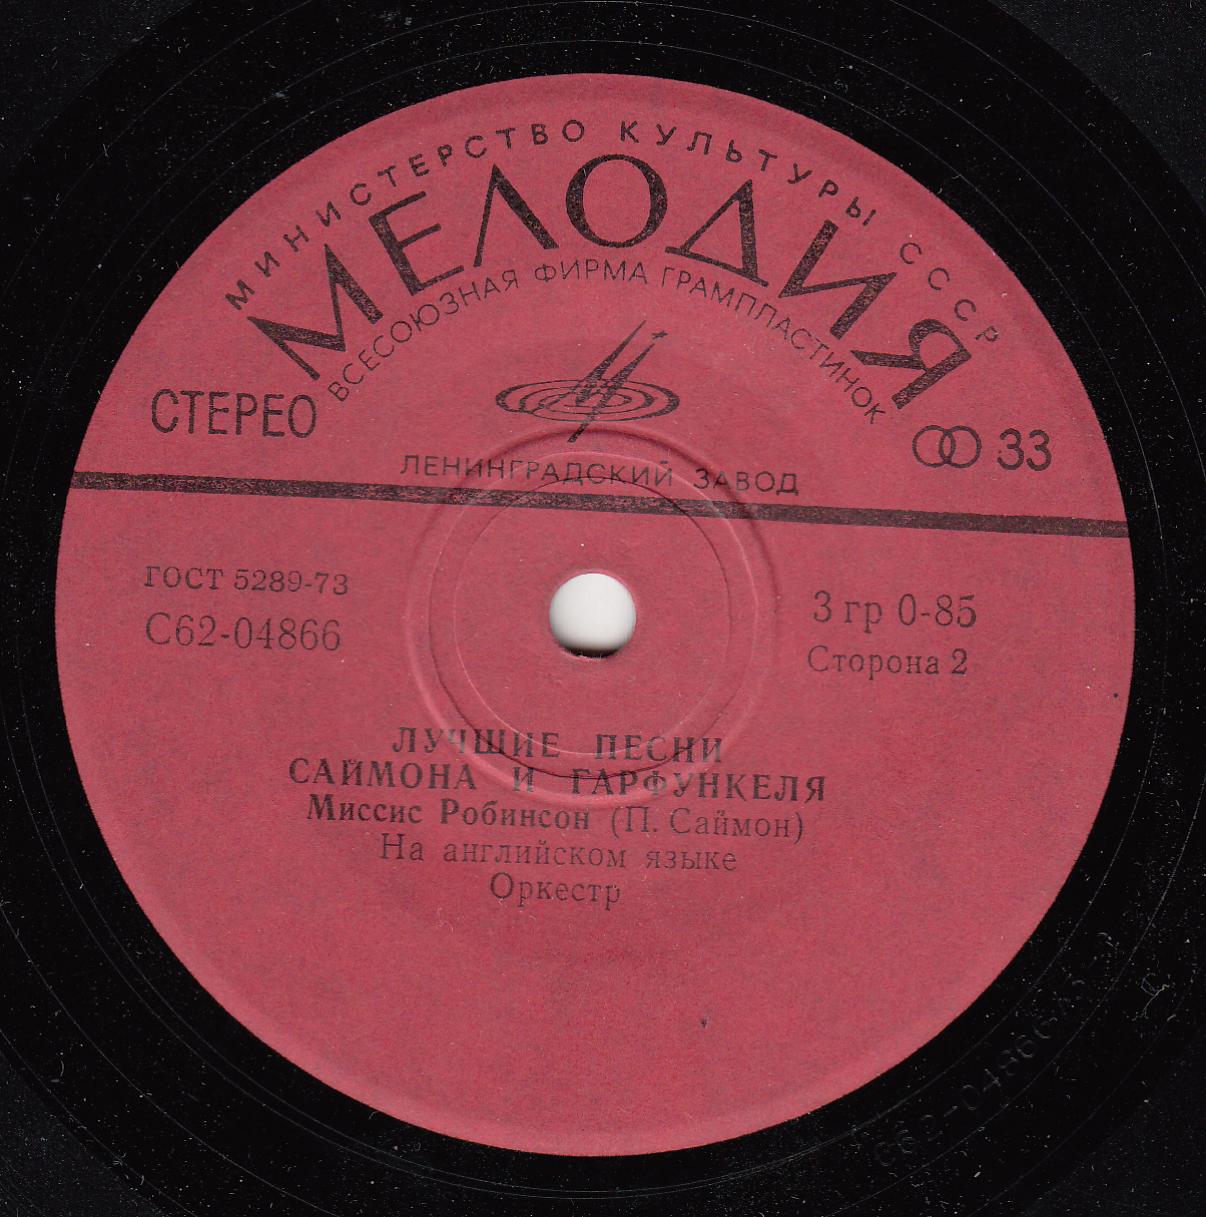 МИНИСТЕРСТВО КУЛЬТУРЫ СССР
МЕЛОДИЯ
ВСЕСОЮЗНАЯ ФИРМА ГРАМПЛАСТИНОК
СТЕРЕО
33
ЛЕНИНГРАДСКИЙ ЗАВОД
ГОСТ 5289-73
С62-04866
3 гр 0-85
Сторона 2
ЛУЧШИЕ ПЕСНИ
САЙМОНА И ГАРФУНКЕЛЯ
Миссис Робинсон (П. Саймон)
На английском языке
Оркестр